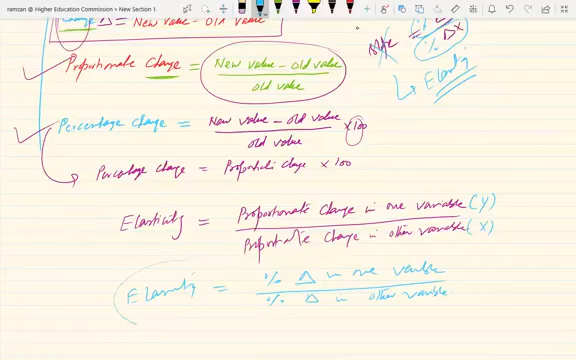 ramzan @ Higher Education Commission > New Section
Change Δ = New value - Old value
Proportionate Change = New value - Old value / Old value
% Δ x
Elasticity
Percentage Change = New value - Old value / Old value × 100
Percentage Change = Proportionate Change × 100
Elasticity = Proportionate Change in one variable (Y) / Proportionate Change in other variable (X)
Elasticity = % Δ in one variable / % Δ in other variable